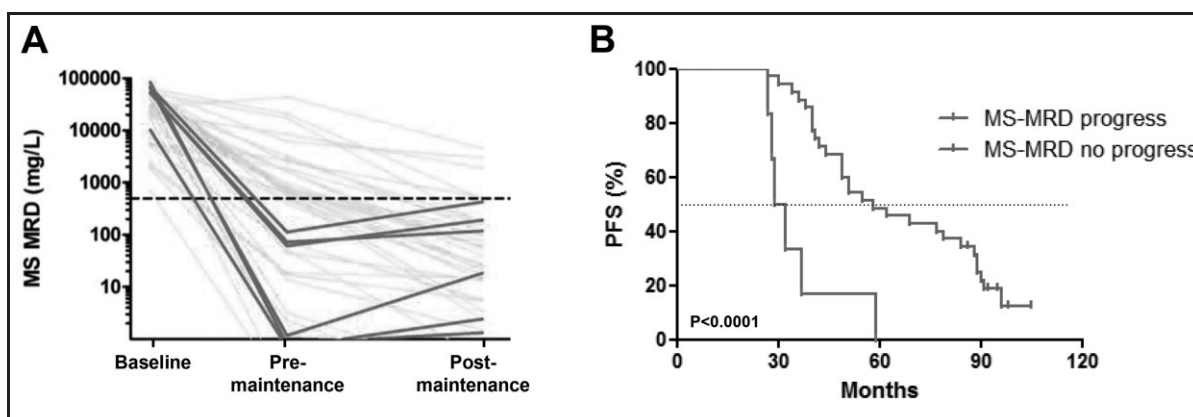 A
MS MRD (mg/L)
100000
10000
1000
100
10
Baseline
Pre-
maintenance
Post-
maintenance
B
PFS (%)
100
80
60
40
20
0
MS-MRD progress
MS-MRD no progress
P<0.0001
0
30
60
90
120
Months